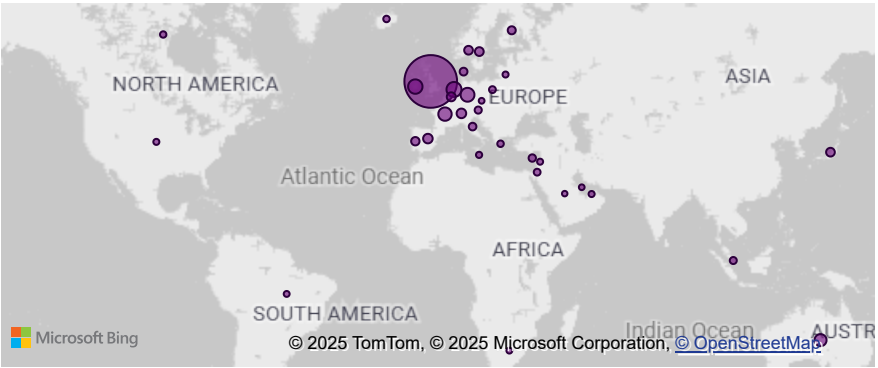 NORTH AMERICA
ASIA
EUROPE
Atlantic Ocean
AFRICA
SOUTH AMERICA
Indian Ocean
AUSTR
Microsoft Bing
© 2025 TomTom, © 2025 Microsoft Corporation, © OpenStreetMap